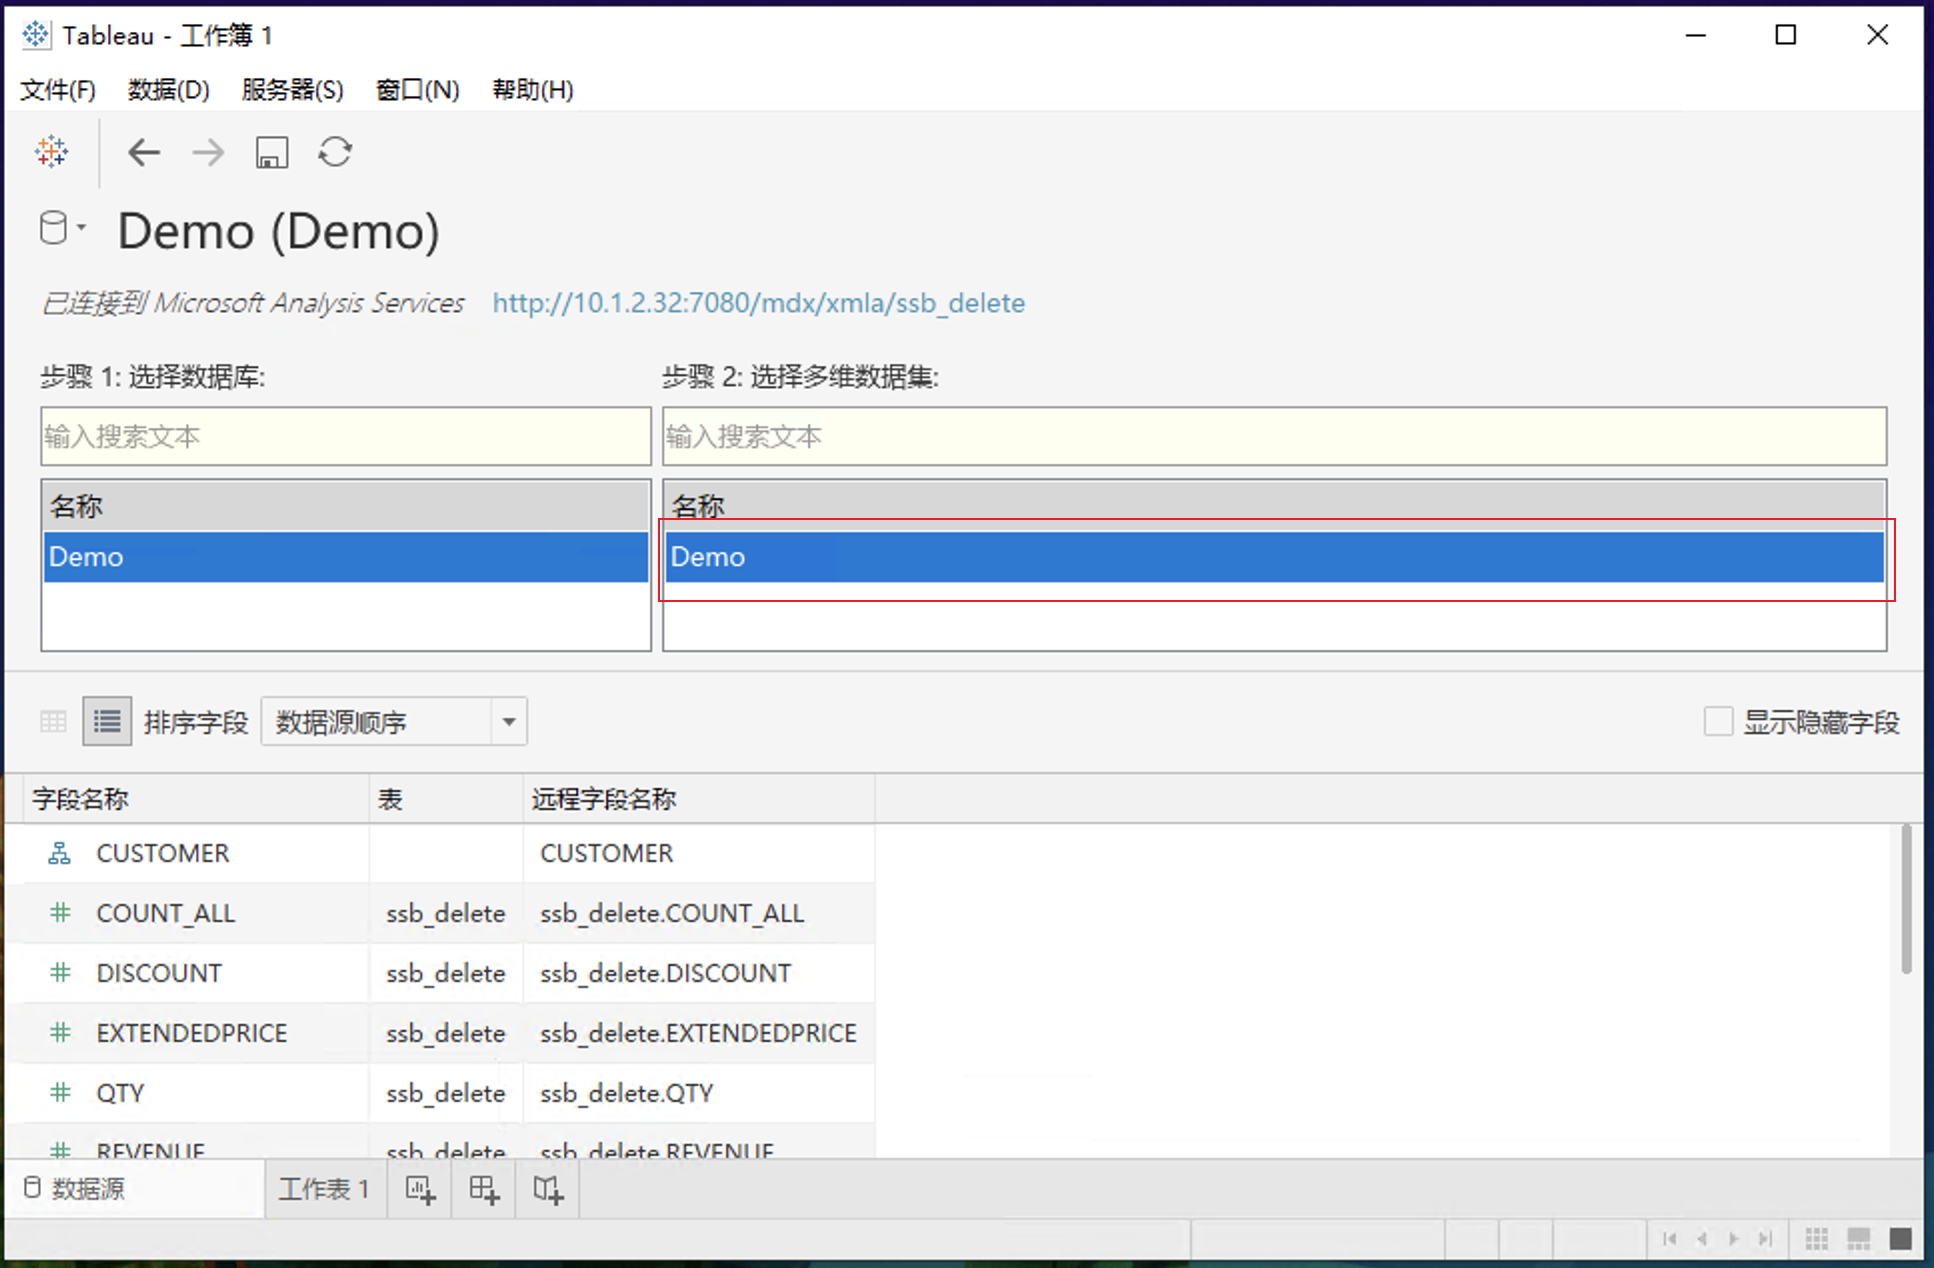 Tableau - 工作簿 1
文件(F) 数据(D) 服务器(S) 窗口(N) 帮助(H)
Demo (Demo)
已连接到 Microsoft Analysis Services http://10.1.2.32:7080/mdx/xmla/ssb_delete
步骤 1: 选择数据库: 步骤 2: 选择多维数据集:
输入搜索文本 输入搜索文本
名称 名称
Demo Demo
排序字段 数据源顺序 显示隐藏字段
字段名称 表 远程字段名称
CUSTOMER CUSTOMER
COUNT_ALL ssb_delete ssb_delete.COUNT_ALL
DISCOUNT ssb_delete ssb_delete.DISCOUNT
EXTENDEDPRICE ssb_delete ssb_delete.EXTENDEDPRICE
QTY ssb_delete ssb_delete.QTY
REVENUE ssb_delete ssb_delete.REVENUE
数据源 工作表 1